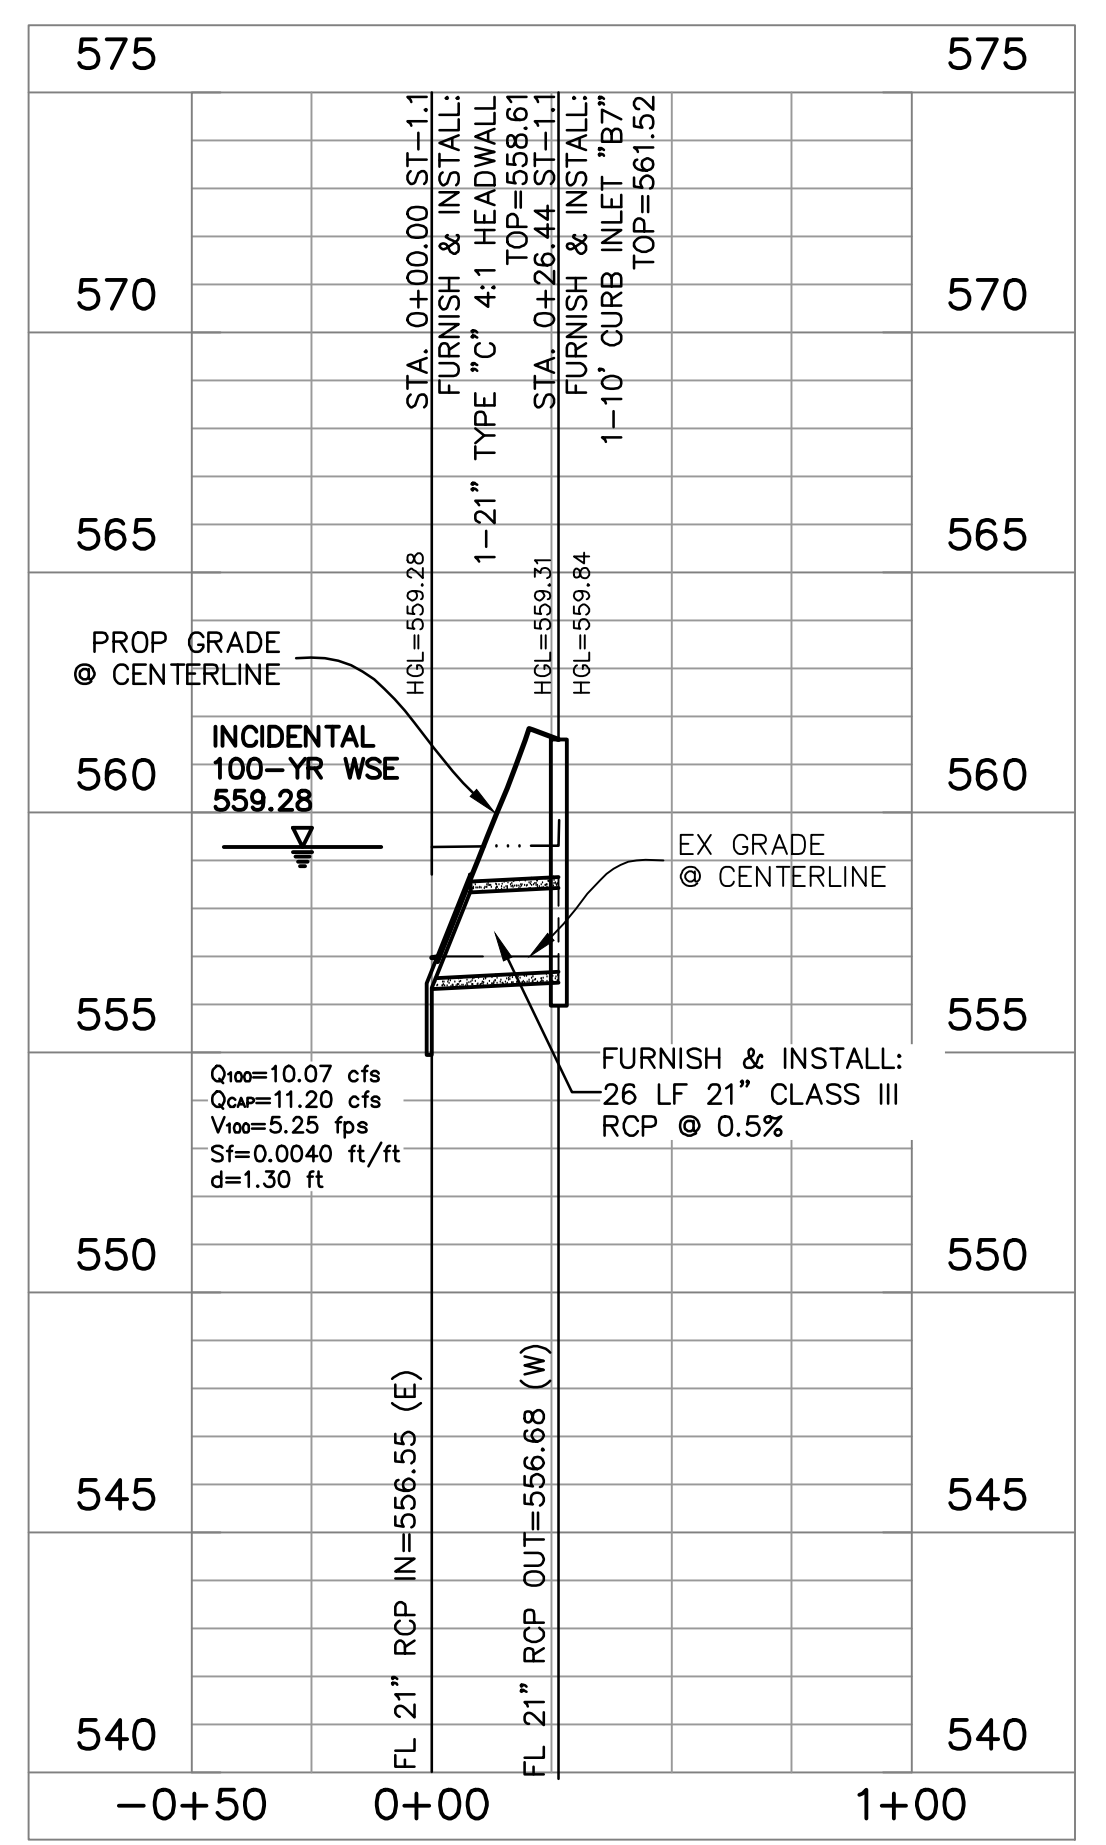 575
575
STA. 0+00.00 ST-1.1
FURNISH & INSTALL:
1-21" TYPE "C" 4:1 HEADWALL
TOP=558.61
STA. 0+26.44 ST-1.1
FURNISH & INSTALL:
1-10' CURB INLET "B7"
TOP=561.52
570
570
565
565
HGL=559.28
HGL=559.31
HGL=559.84
PROP GRADE
@ CENTERLINE
INCIDENTAL
100-YR WSE
559.28
560
560
EX GRADE
@ CENTERLINE
555
555
FURNISH & INSTALL:
26 LF 21" CLASS III
RCP @ 0.5%
Q100=10.07 cfs
QCAP=11.20 cfs
V100=5.25 fps
Sf=0.0040 ft/ft
d=1.30 ft
550
550
FL 21" RCP IN=556.55 (E)
FL 21" RCP OUT=556.68 (W)
545
545
540
540
-0+50
0+00
1+00